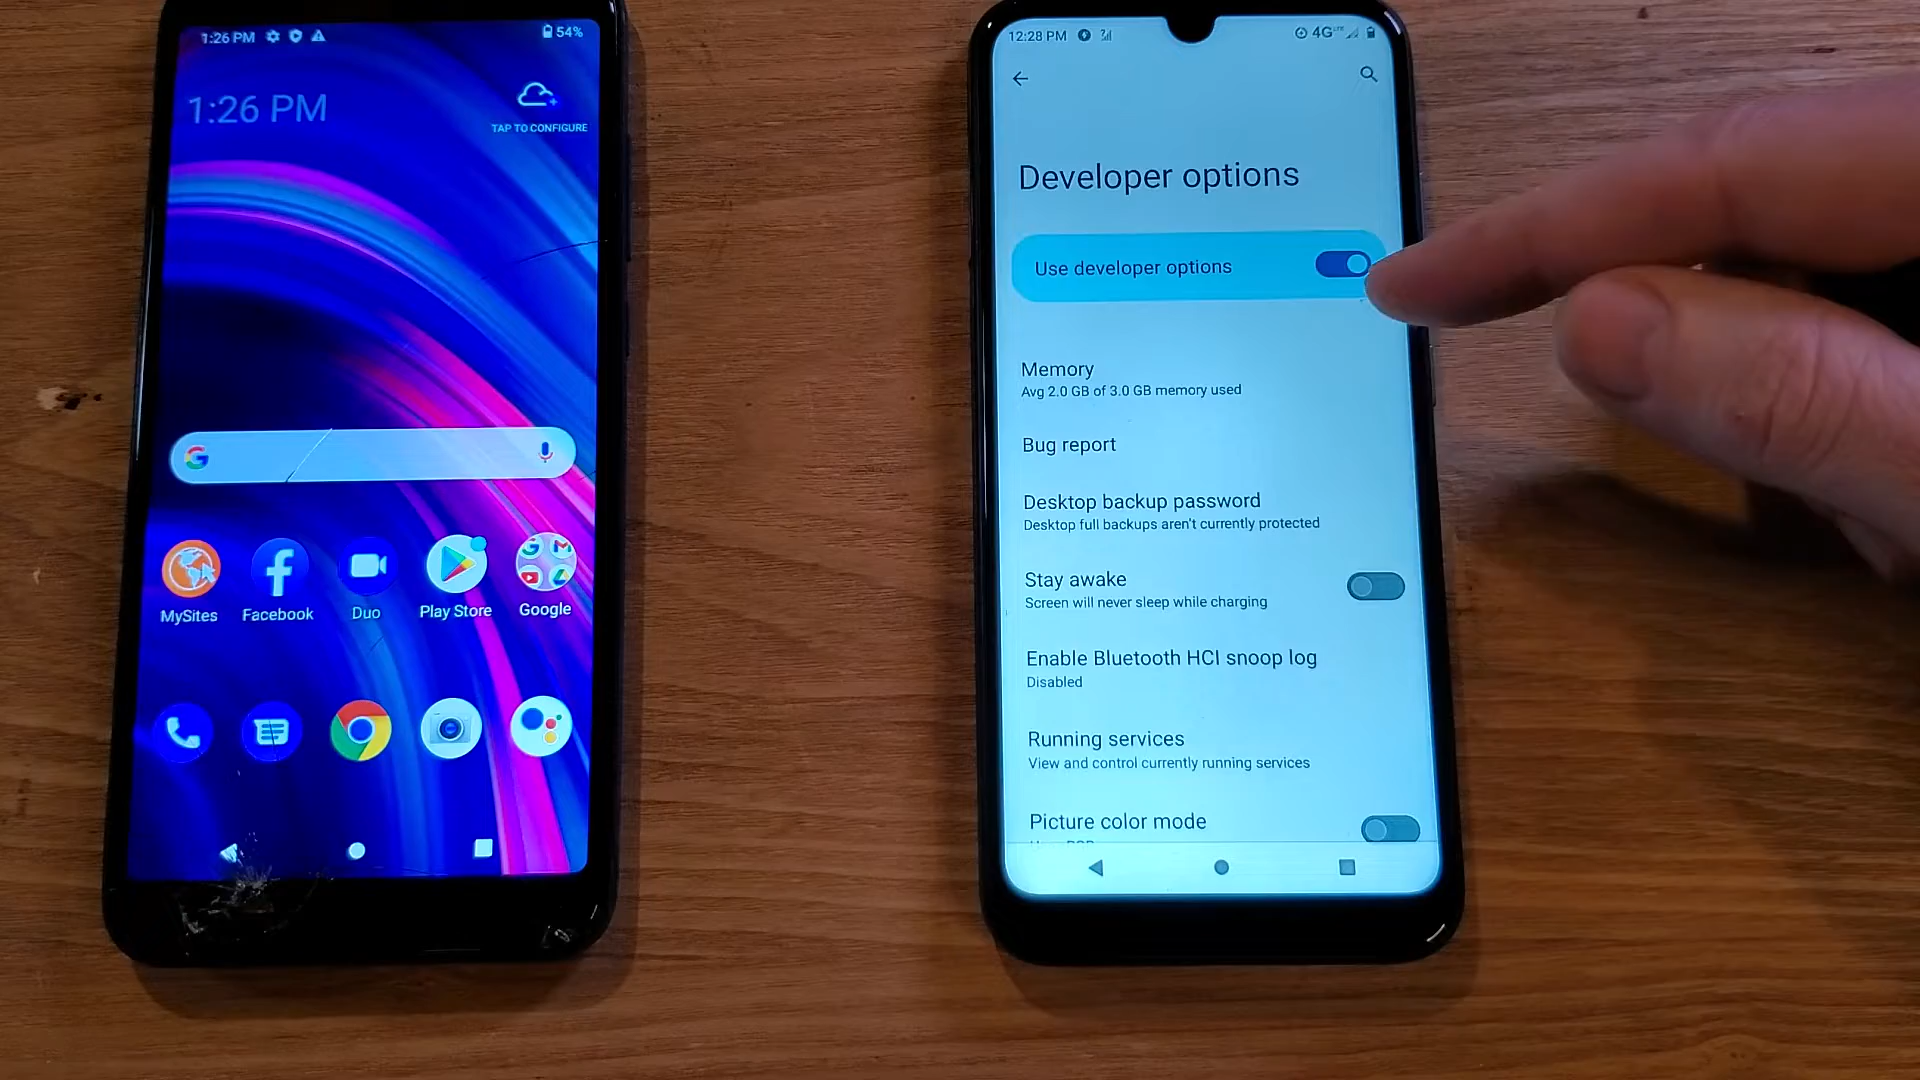 1:26 PM
54%
1:26 PM
TAP TO CONFIGURE
MySites
Facebook
Duo
Play Store
Google
12:28 PM
4G LTE
Developer options
Use developer options
Memory
Avg 2.0 GB of 3.0 GB memory used
Bug report
Desktop backup password
Desktop full backups aren't currently protected
Stay awake
Screen will never sleep while charging
Enable Bluetooth HCI snoop log
Disabled
Running services
View and control currently running services
Picture color mode